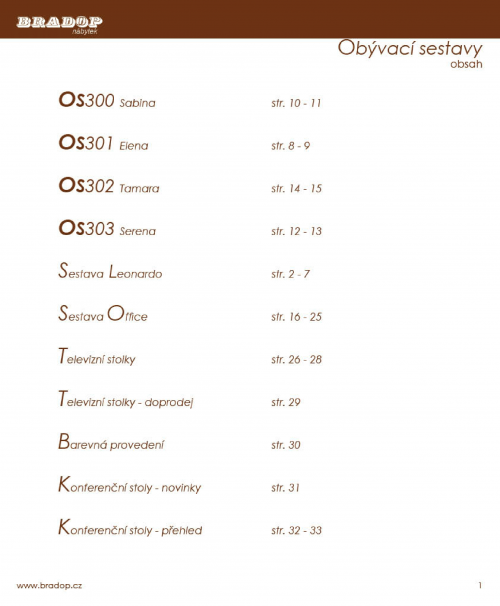 BRADOP
nábytek
Obývací sestavy
obsah
Os300 Sabina str. 10 - 11
Os301 Elena str. 8 - 9
Os302 Tamara str. 14 - 15
Os303 Serena str. 12 - 13
Sestava Leonardo str. 2 - 7
Sestava Office str. 16 - 25
Televizní stolky str. 26 - 28
Televizní stolky - doprodej str. 29
Barevná provedení str. 30
Konferenční stoly - novinky str. 31
Konferenční stoly - přehled str. 32 - 33
www.bradop.cz 1